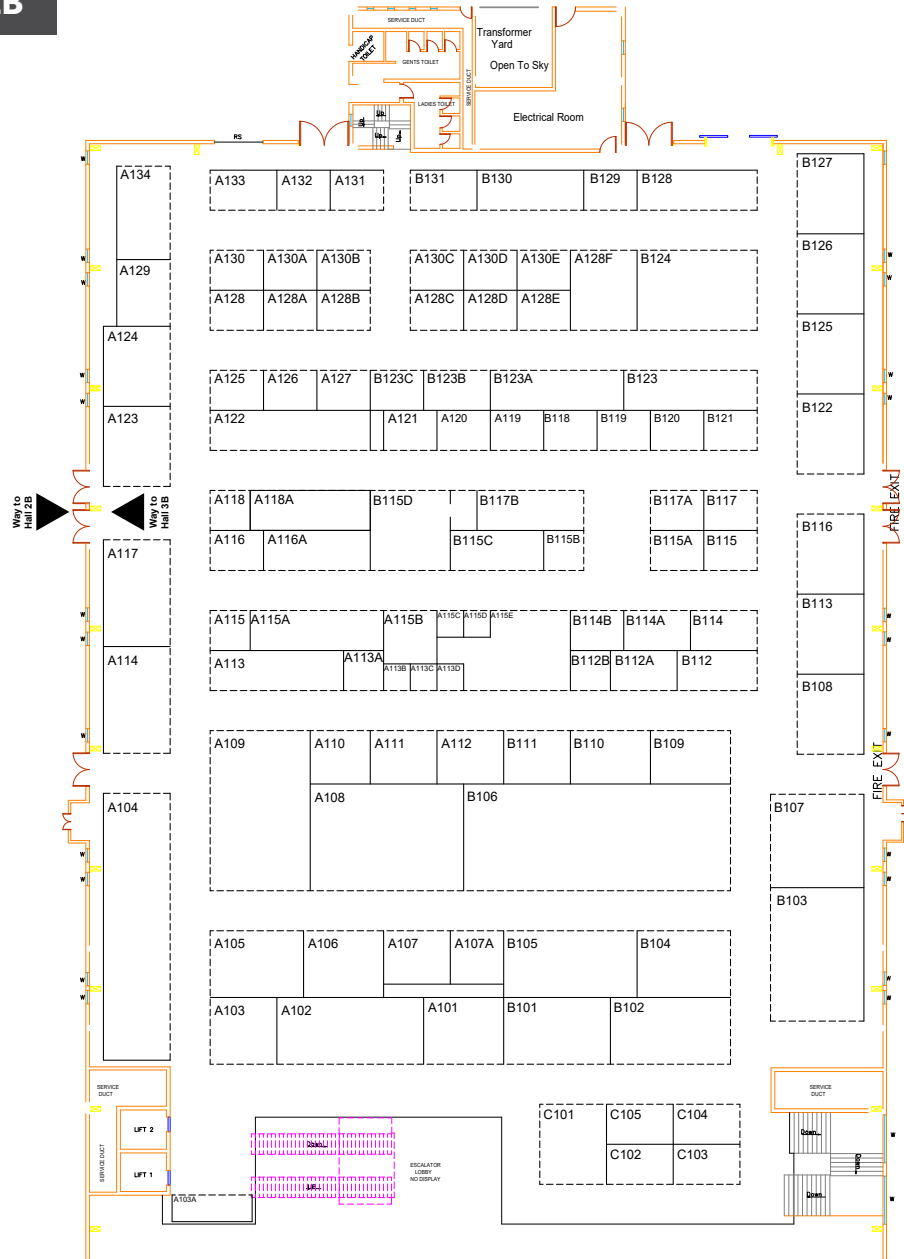 B
SERVICE DUCT
Transformer
Yard
Open To Sky
HANDICAP
TOILET
GENTS TOILET
SERVICE DUCT
LADIES TOILET
Electrical Room
Up
Up
Up
Up
RS
A134
A133
A132
A131
B131
B130
B129
B128
B127
W
W
A130
A130A
A130B
A130C
A130D
A130E
A128F
B124
B126
A129
W
W
W
W
A128
A128A
A128B
A128C
A128D
A128E
B125
A124
A125
A126
A127
B123C
B123B
B123A
B123
W
W
W
W
B122
A123
A122
A121
A120
A119
B118
B119
B120
B121
Way to
Hall 2B
Way to
Hall 3B
A118
A118A
B115D
B117B
B117A
B117
FIRE EXIT
B116
A116
A116A
B115C
B115B
B115A
B115
A117
B113
W
W
W
W
A115
A115A
A115B
A115C
A115D
A115E
B114B
B114A
B114
A114
A113
A113A
A113B
A113C
A113D
B112B
B112A
B112
B108
W
W
A109
A110
A111
A112
B111
B110
B109
FIRE EXIT
A108
B106
A104
B107
W
W
W
W
B103
A105
A106
A107
A107A
B105
B104
W
W
W
W
A103
A102
A101
B101
B102
SERVICE
DUCT
SERVICE
DUCT
C101
C105
C104
LIFT 2
Down
Down
W
SERVICE DUCT
ESCALATOR
LOBBY
NO DISPLAY
C102
C103
Down
LIFT 1
Down
W
A103A